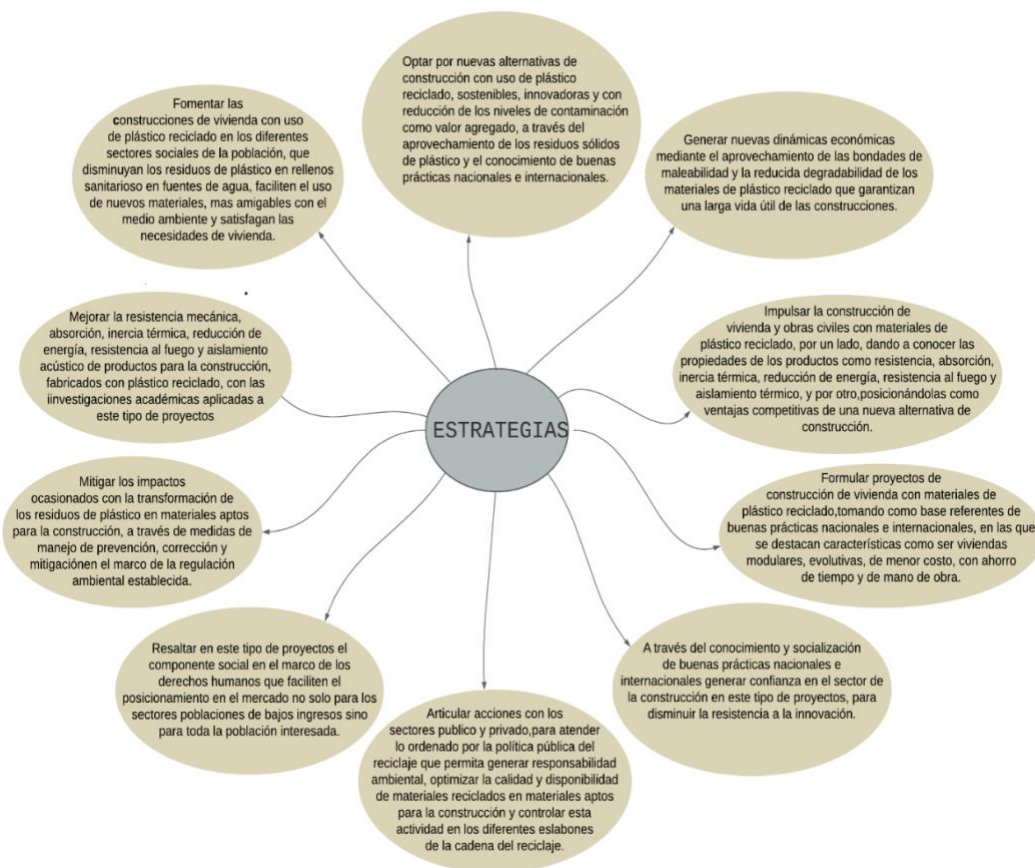 Optar por nuevas alternativas de
construcción con uso de plástico
reciclado, sostenibles, innovadoras y con
reducción de los niveles de contaminación
como valor agregado, a través del
aprovechamiento de los residuos sólidos
de plástico y el conocimiento de buenas
prácticas nacionales e internacionales.
Fomentar las
construcciones de vivienda con uso
de plástico reciclado en los diferentes
sectores sociales de la población, que
disminuyan los residuos de plástico en rellenos
sanitarioso en fuentes de agua, faciliten el uso
de nuevos materiales, mas amigables con el
medio ambiente y satisfagan las
necesidades de vivienda.
Generar nuevas dinámicas económicas
mediante el aprovechamiento de las bondades de
maleabilidad y la reducida degradabilidad de los
materiales de plástico reciclado que garantizan
una larga vida útil de las construcciones.
Mejorar la resistencia mecánica,
absorción, inercia térmica, reducción de
energía, resistencia al fuego y aislamiento
acústico de productos para la construcción,
fabricados con plástico reciclado, con las
iinvestigaciones académicas aplicadas a
este tipo de proyectos
Impulsar la construcción de
vivienda y obras civiles con materiales de
plástico reciclado, por un lado, dando a conocer las
propiedades de los productos como resistencia, absorción,
inercia térmica, reducción de energía, resistencia al fuego y
aislamiento térmico, y por otro,posicionándolas como
ventajas competitivas de una nueva alternativa de
construcción.
ESTRATEGIAS
Mitigar los impactos
ocasionados con la transformación de
los residuos de plástico en materiales aptos
para la construcción, a través de medidas de
manejo de prevención, corrección y
mitigaciónen el marco de la regulación
ambiental establecida.
Formular proyectos de
construcción de vivienda con materiales de
plástico reciclado,tomando como base referentes de
buenas prácticas nacionales e internacionales, en las que
se destacan características como ser viviendas
modulares, evolutivas, de menor costo, con ahorro
de tiempo y de mano de obra.
Resaltar en este tipo de proyectos el
componente social en el marco de los
derechos humanos que faciliten el
posicionamiento en el mercado no solo para los
sectores poblaciones de bajos ingresos sino
para toda la población interesada.
A través del conocimiento y socialización
de buenas prácticas nacionales e
internacionales generar confianza en el sector de
la construcción en este tipo de proyectos, para
disminuir la resistencia a la innovación.
Articular acciones con los
sectores publico y privado,para atender
lo ordenado por la política pública del
reciclaje que permita generar responsabilidad
ambiental, optimizar la calidad y disponibilidad
de materiales reciclados en materiales aptos
para la construcción y controlar esta
actividad en los diferentes eslabones
de la cadena del reciclaje.